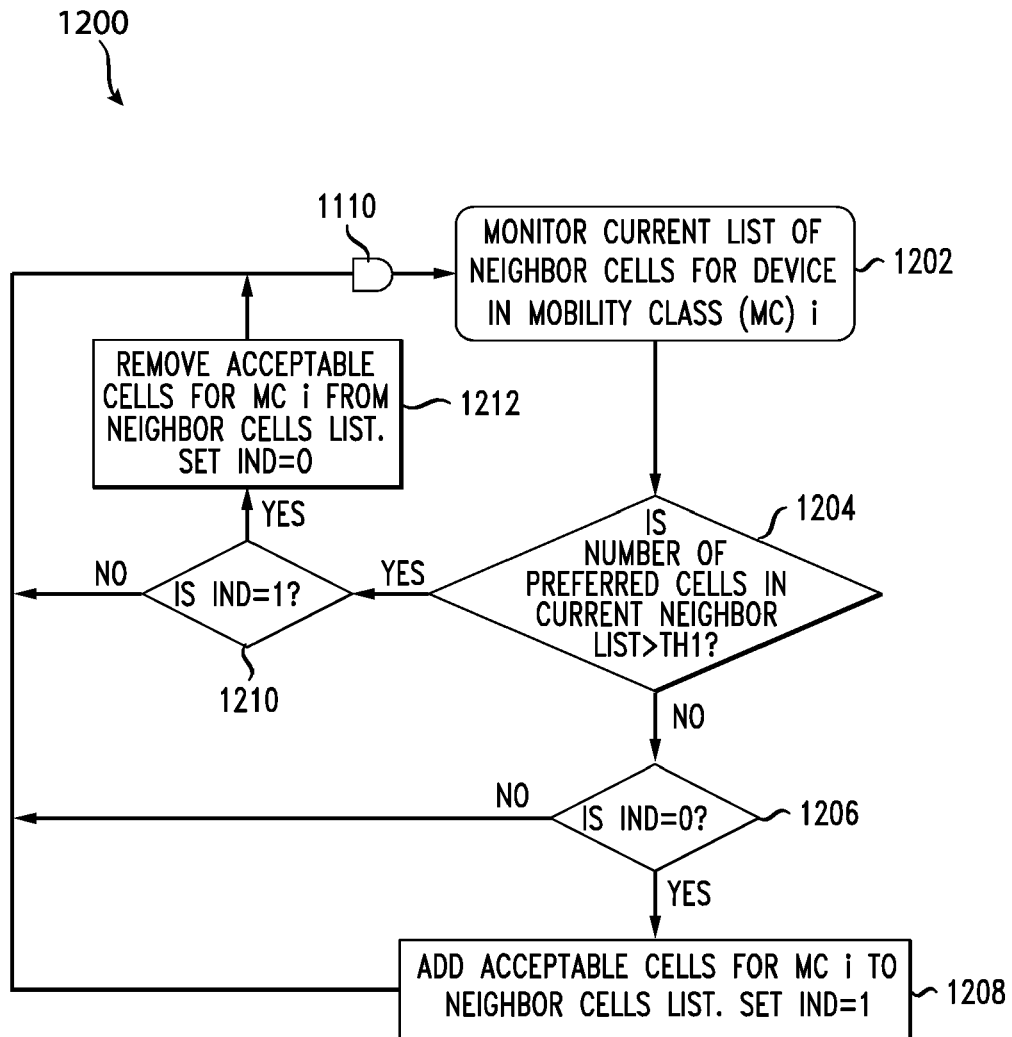 1200
1110
MONITOR CURRENT LIST OF
NEIGHBOR CELLS FOR DEVICE
IN MOBILITY CLASS (MC) i
1202
REMOVE ACCEPTABLE
CELLS FOR MC i FROM
NEIGHBOR CELLS LIST.
SET IND=0
1212
YES
IS
NUMBER OF
PREFERRED CELLS IN
CURRENT NEIGHBOR
LIST>TH1?
1204
YES
IS IND=1?
NO
1210
NO
IS IND=0?
1206
NO
YES
ADD ACCEPTABLE CELLS FOR MC i TO
NEIGHBOR CELLS LIST. SET IND=1
1208